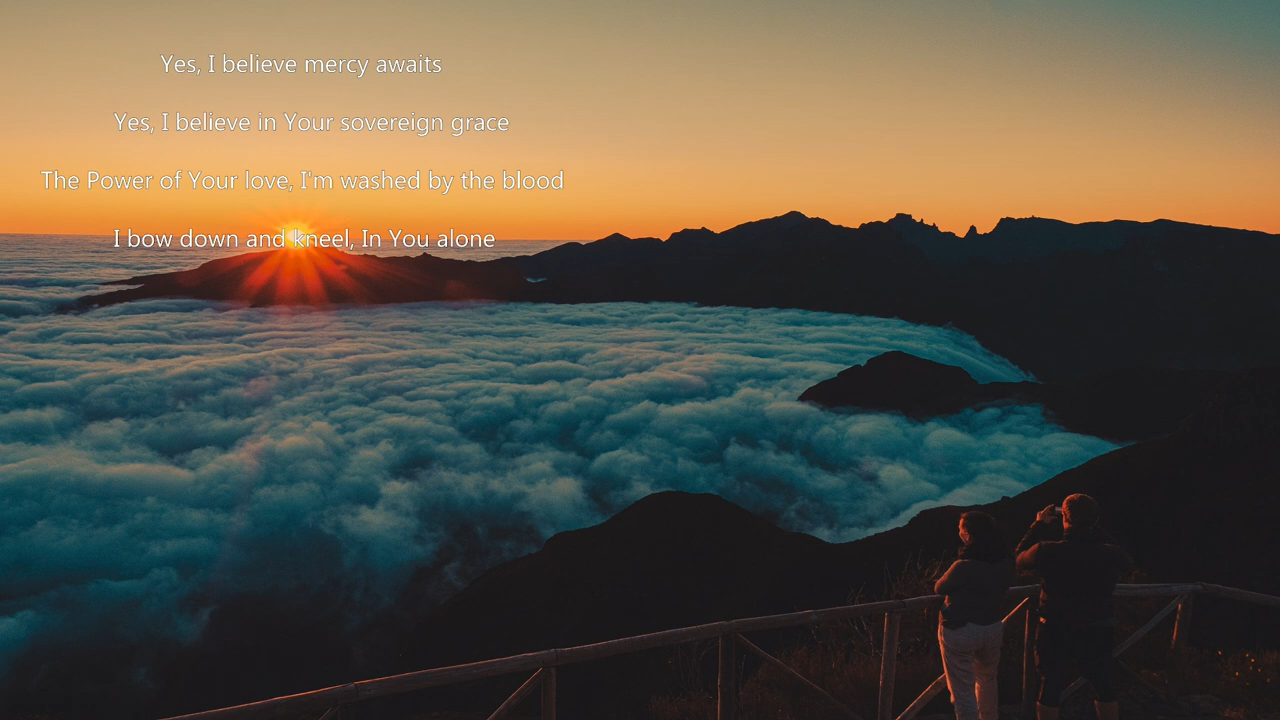 Yes, I believe mercy awaits
Yes, I believe in Your sovereign grace
The Power of Your love, I'm washed by the blood
I bow down and kneel, In You alone